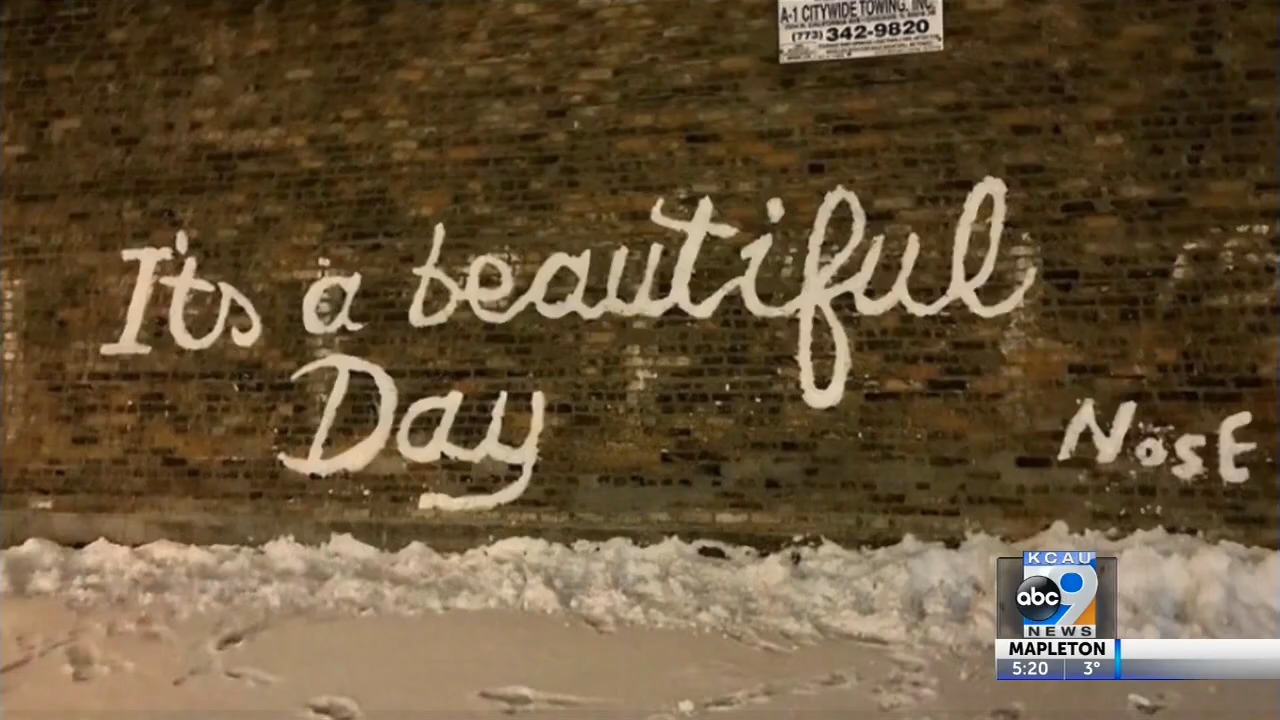 A-1 CITYWIDE TOWING, INC.
(773) 342-9820
It's a beautiful
Day
NosE
KCAU
abc 9
NEWS
MAPLETON
5:20 3°